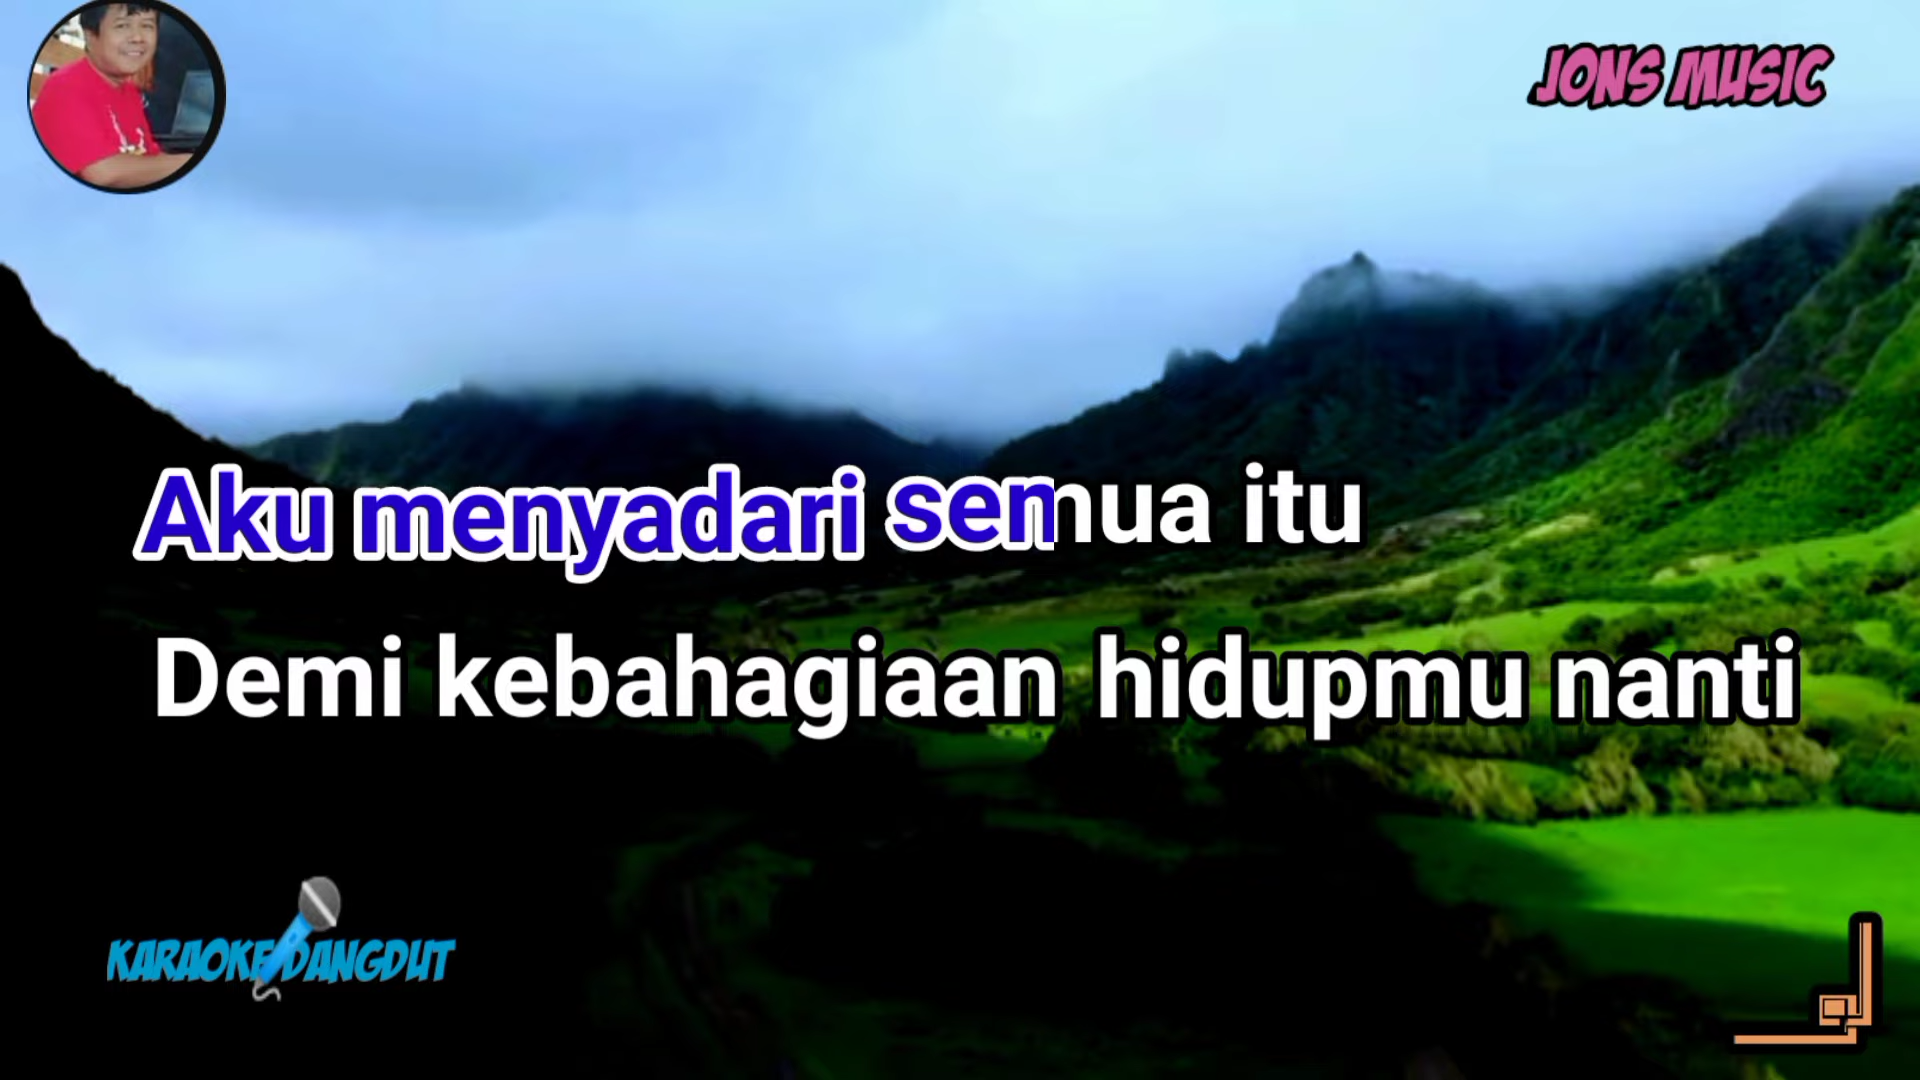 JONS MUSIC
Aku menyadari semua itu
Demi kebahagiaan hidupmu nanti
KARAOKE DANGDUT